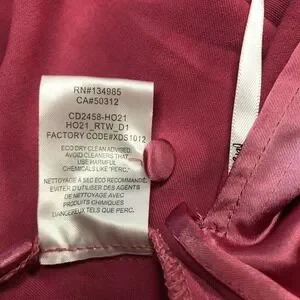 RN#134985
CA#50312
CD2458-HO21
HO21_RTW_D1
FACTORY CODE#XDS1012
ECO DRY CLEAN ADVISED.
AVOID CLEANERS THAT
USE HARMFUL
CHEMICALS LIKE "PERC."
NETTOYAGE À SEC ÉCO RECOMMANDÉ.
ÉVITER D'UTILISER DES AGENTS
DE NETTOYAGE AVEC
PRODUITS CHIMIQUES
DANGEREUX TELS QUE "PERC."